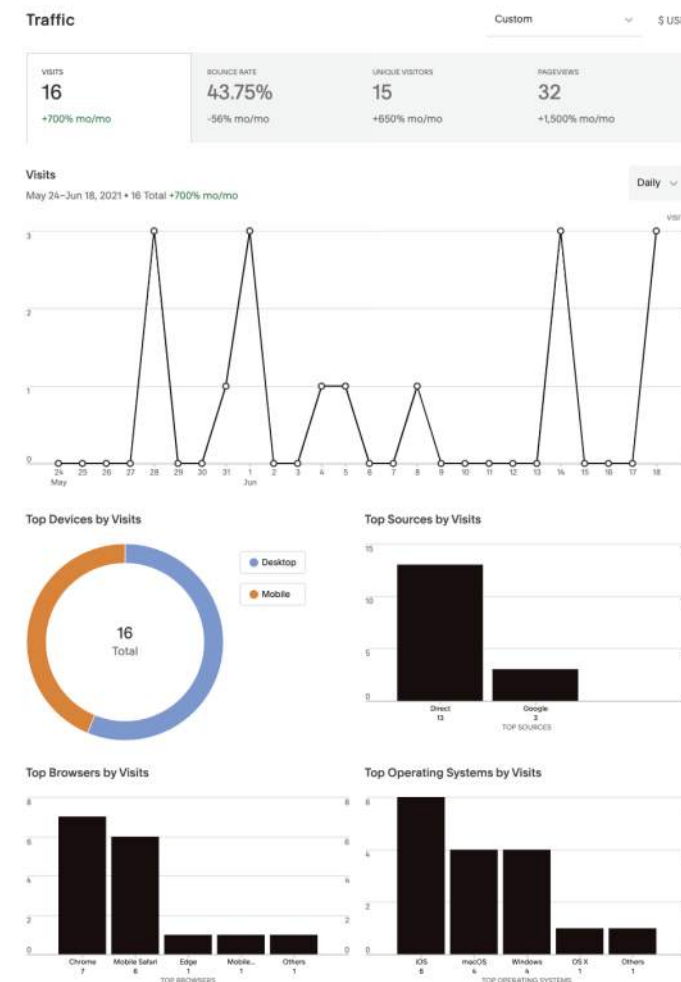 Traffic
Custom
$ USD
VISITS
BOUNCE RATE
UNIQUE VISITORS
PAGEVIEWS
16
43.75%
15
32
+700% mo/mo
-56% mo/mo
+650% mo/mo
+1,500% mo/mo
Visits
May 24–Jun 18, 2021 • 16 Total +700% mo/mo
Daily
VISI
3
2
1
0
24 25 26 27 28 29 30 31 1 2 3 4 5 6 7 8 9 10 11 12 13 14 15 16 17 18
May Jun
Top Devices by Visits
Desktop
Mobile
16
Total
Top Sources by Visits
15
10
5
0
Direct Google
13 3
TOP SOURCES
Top Browsers by Visits
8 8
6 6
4 4
2 2
0 0
Chrome Mobile Safari Edge Mobile... Others
7 6 1 1 1
TOP BROWSERS
Top Operating Systems by Visits
6
4
2
0
iOS macOS Windows OS X Others
6 4 4 1 1
TOP OPERATING SYSTEMS